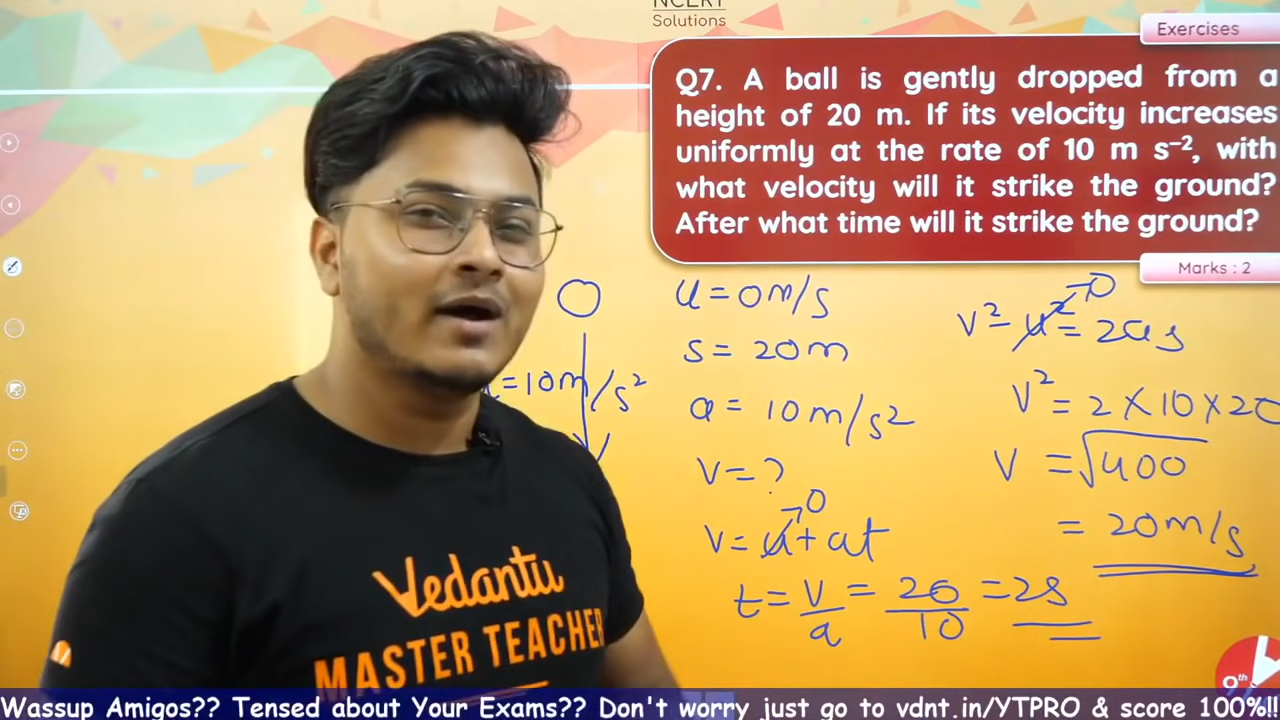 NCERT
Solutions
Exercises
Q7. A ball is gently dropped from a
height of 20 m. If its velocity increases
uniformly at the rate of 10 m s⁻², with
what velocity will it strike the ground?
After what time will it strike the ground?
Marks : 2
u = 0m/s
s = 20m
a = 10m/s²
v = ?
v = u + at
→ 0
t = v/a = 20/10 = 2s
= 10m/s²
v² - u² = 2as
→ 0
v² = 2 × 10 × 20
v = √400
= 20m/s
Vedantu
MASTER TEACHER
9th
Wassup Amigos?? Tensed about Your Exams?? Don't worry just go to vdnt.in/YTPRO & score 100%!!